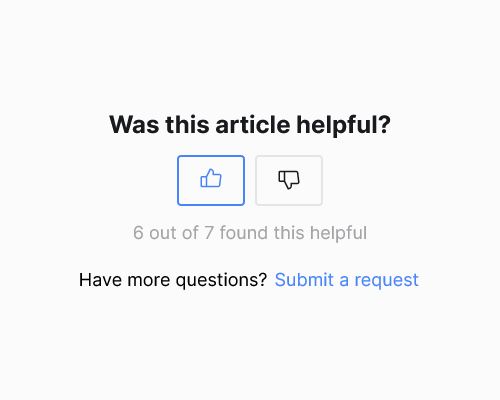 Was this article helpful?
6 out of 7 found this helpful
Have more questions? Submit a request